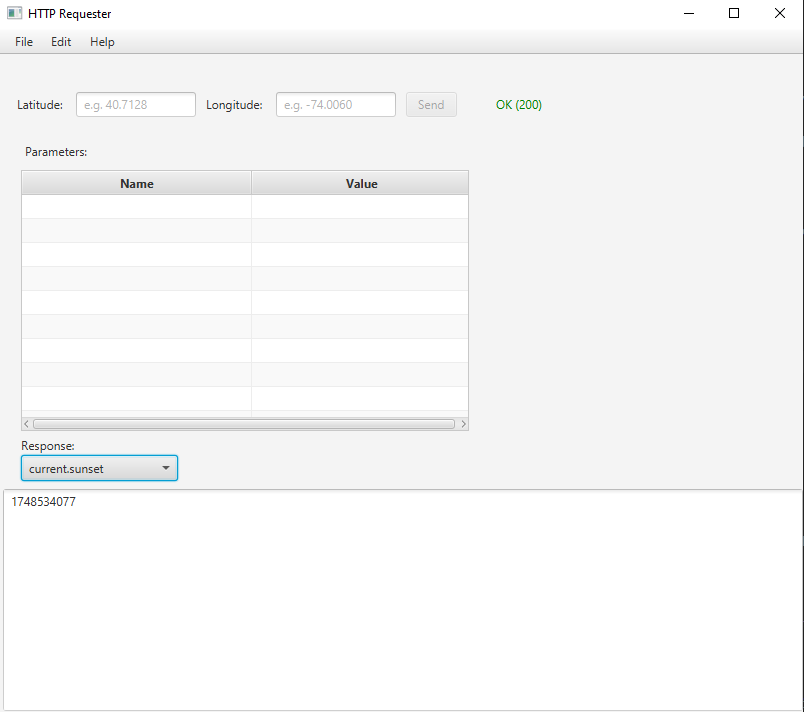 HTTP Requester
File Edit Help
Latitude: e.g. 40.7128 Longitude: e.g. -74.0060 Send OK (200)
Parameters:
Name Value
Response:
current.sunset
1748534077